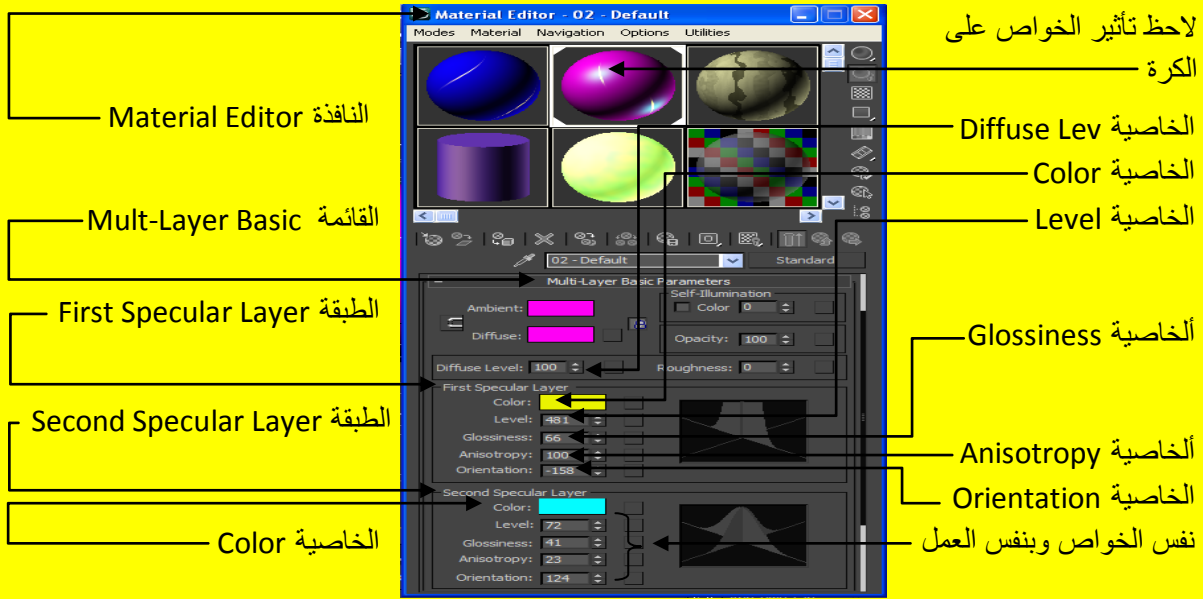 Material Editor - 02 - Default
Modes Material Navigation Options Utilities
لاحظ تأثير الخواص على
الكرة
النافذة Material Editor
الخاصية Diffuse Lev
الخاصية Color
الخاصية Level
القائمة Mult-Layer Basic
02 - Default
Standard
Multi-Layer Basic Parameters
Self-Illumination
Ambient:
Color 0
Diffuse:
Opacity: 100
الطبقة First Specular Layer
ألخاصية Glossiness
Diffuse Level: 100
Roughness: 0
First Specular Layer
Color:
Level: 481
Glossiness: 66
Anisotropy: 100
Orientation: -158
الطبقة Second Specular Layer
ألخاصية Anisotropy
الخاصية Orientation
Second Specular Layer
Color:
Level: 72
Glossiness: 41
Anisotropy: 23
Orientation: 124
الخاصية Color
نفس الخواص وبنفس العمل